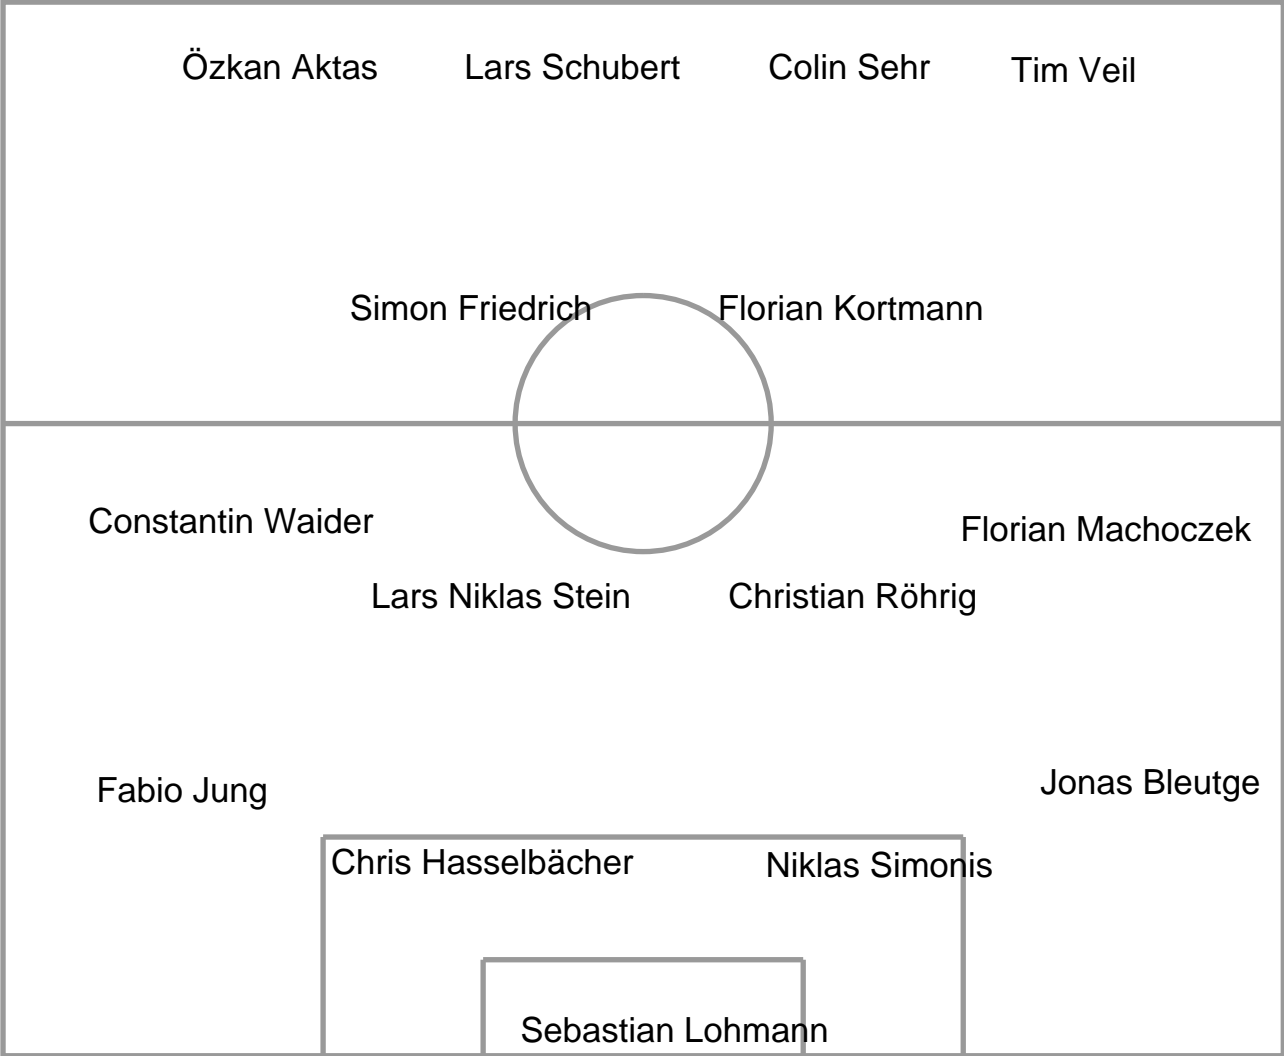 Özkan Aktas Lars Schubert Colin Sehr Tim Veil
Simon Friedrich Florian Kortmann
Constantin Waider Florian Machoczek
Lars Niklas Stein Christian Röhrig
Fabio Jung Jonas Bleutge
Chris Hasselbächer Niklas Simonis
Sebastian Lohmann